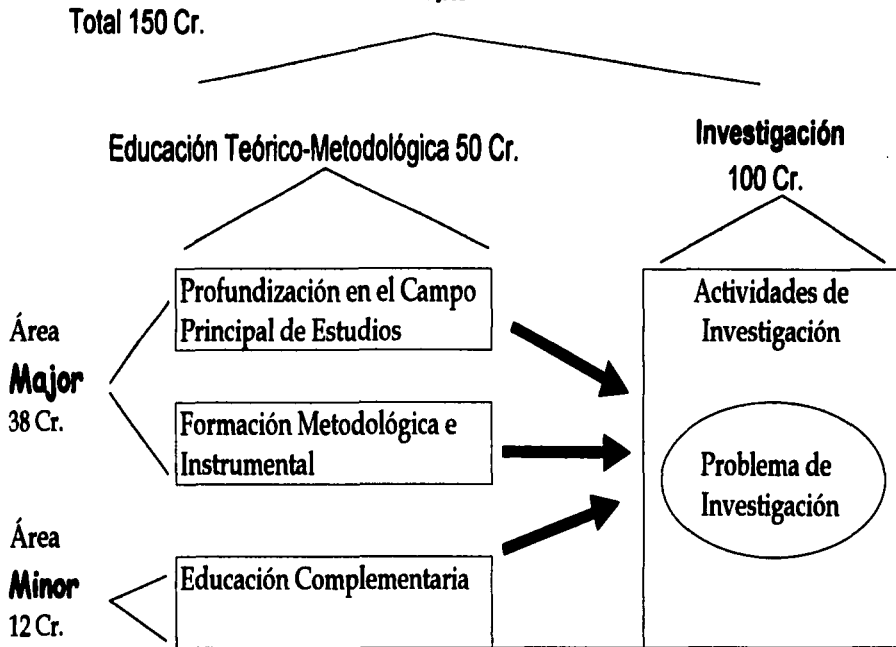 Total 150 Cr.
Educación Teórico-Metodológica 50 Cr.
Investigación
100 Cr.
Área
Major
38 Cr.
Profundización en el Campo
Principal de Estudios
Formación Metodológica e
Instrumental
Área
Minor
12 Cr.
Educación Complementaria
Actividades de
Investigación
Problema de
Investigación